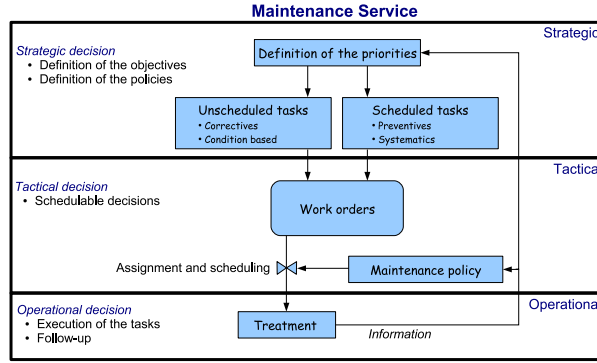 Maintenance Service
Strategic
Strategic decision
• Definition of the objectives
• Definition of the policies
Definition of the priorities
Unscheduled tasks
• Correctives
• Condition based
Scheduled tasks
• Preventives
• Systematics
Tactical
Tactical decision
• Schedulable decisions
Work orders
Assignment and scheduling
Maintenance policy
Operational
Operational decision
• Execution of the tasks
• Follow-up
Treatment
Information